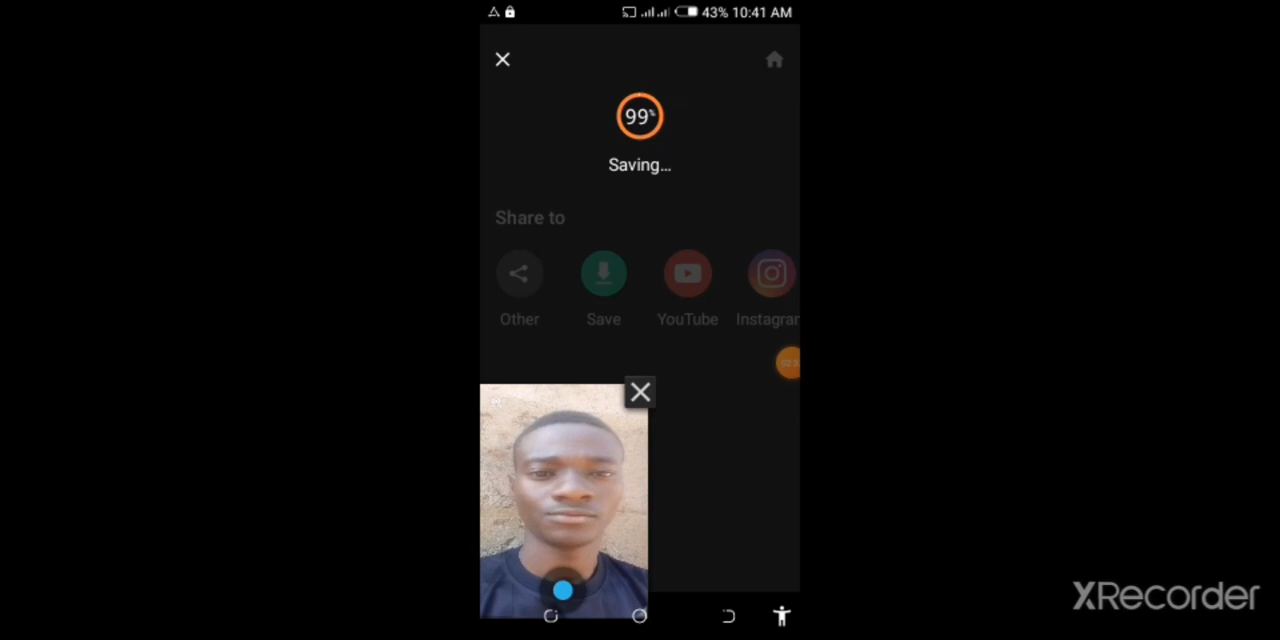 43% 10:41 AM
99%
Saving...
Share to
Other
Save
YouTube
Instagram
XRecorder